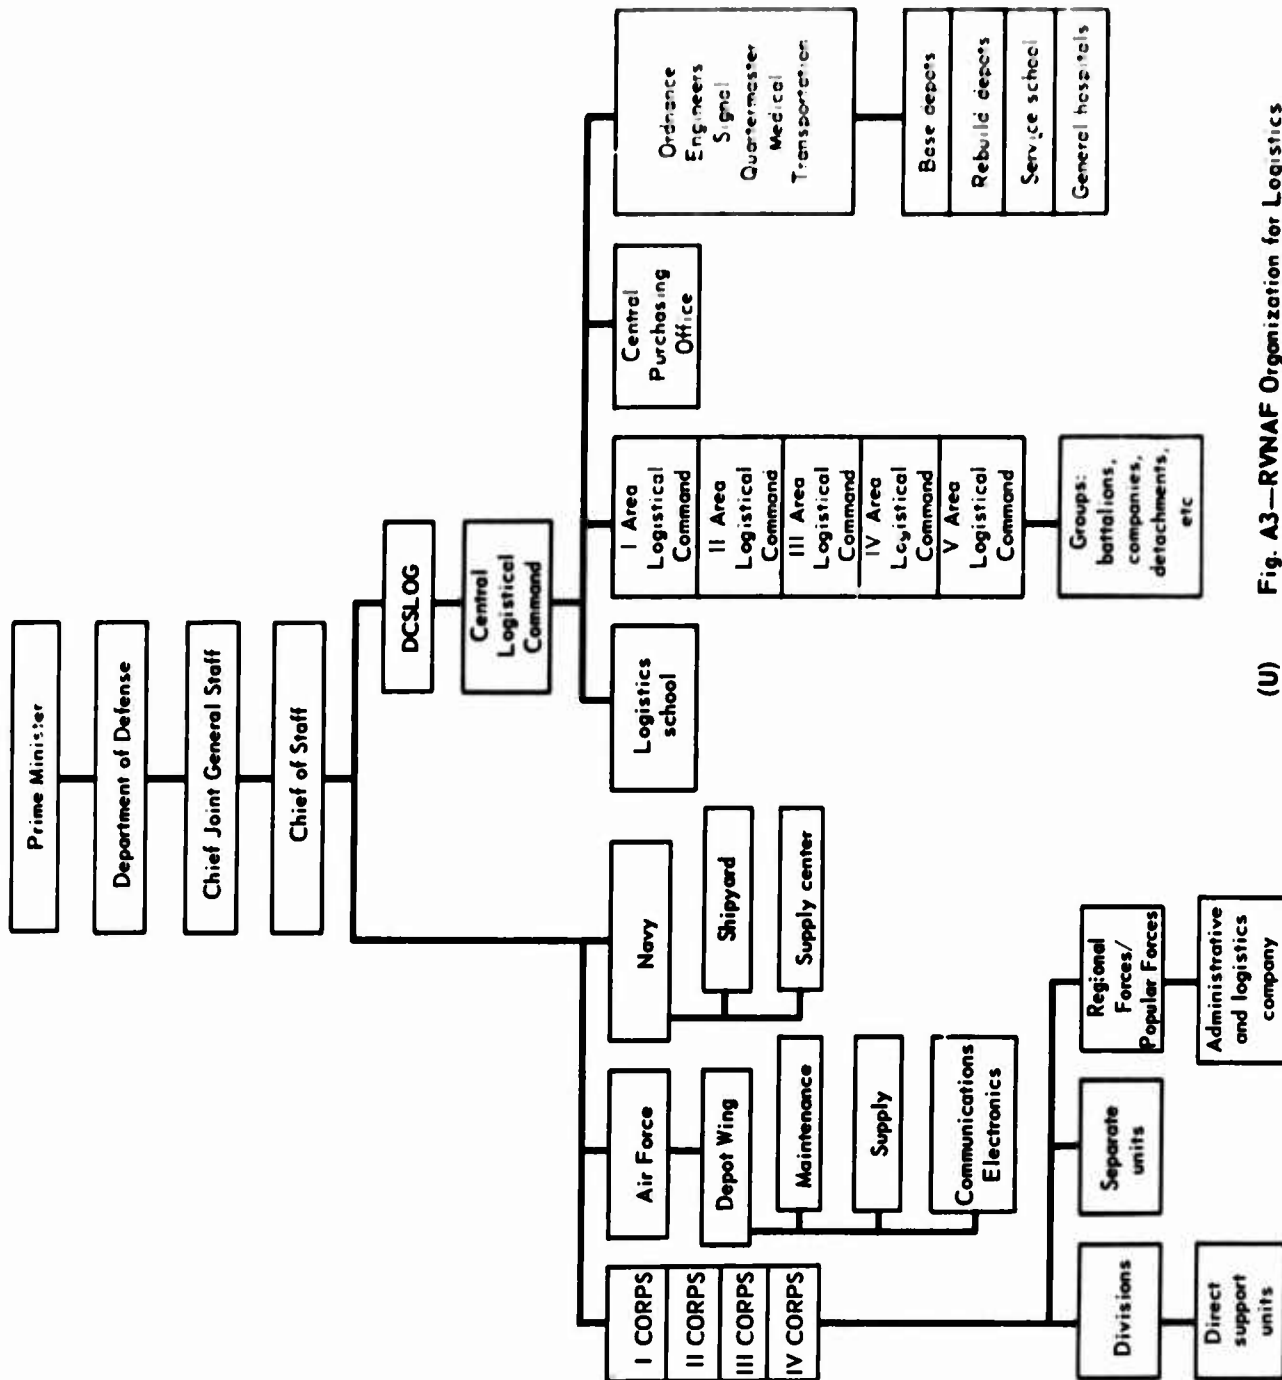 Prime Minister
Department of Defense
Chief Joint General Staff
Chief of Staff
DCSLOG
Central
Logistical
Command
I CORPS
II CORPS
III CORPS
IV CORPS
Air Force
Depot Wing
Maintenance
Supply
Communications
Electronics
Navy
Shipyard
Supply center
Logistics
school
I Area
Logistical
Command
II Area
Logistical
Command
III Area
Logistical
Command
IV Area
Logistical
Command
V Area
Logistical
Command
Groups:
battalions,
companies,
detachments,
etc
Central
Purchasing
Office
Ordnance
Engineers
Signal
Quartermaster
Medical
Transportation
Base depots
Rebuild depots
Service school
General hospitals
Divisions
Direct
support
units
Separate
units
Regional
Forces/
Popular Forces
Administrative
and logistics
company
(U) Fig. A3—RVNAF Organization for Logistics